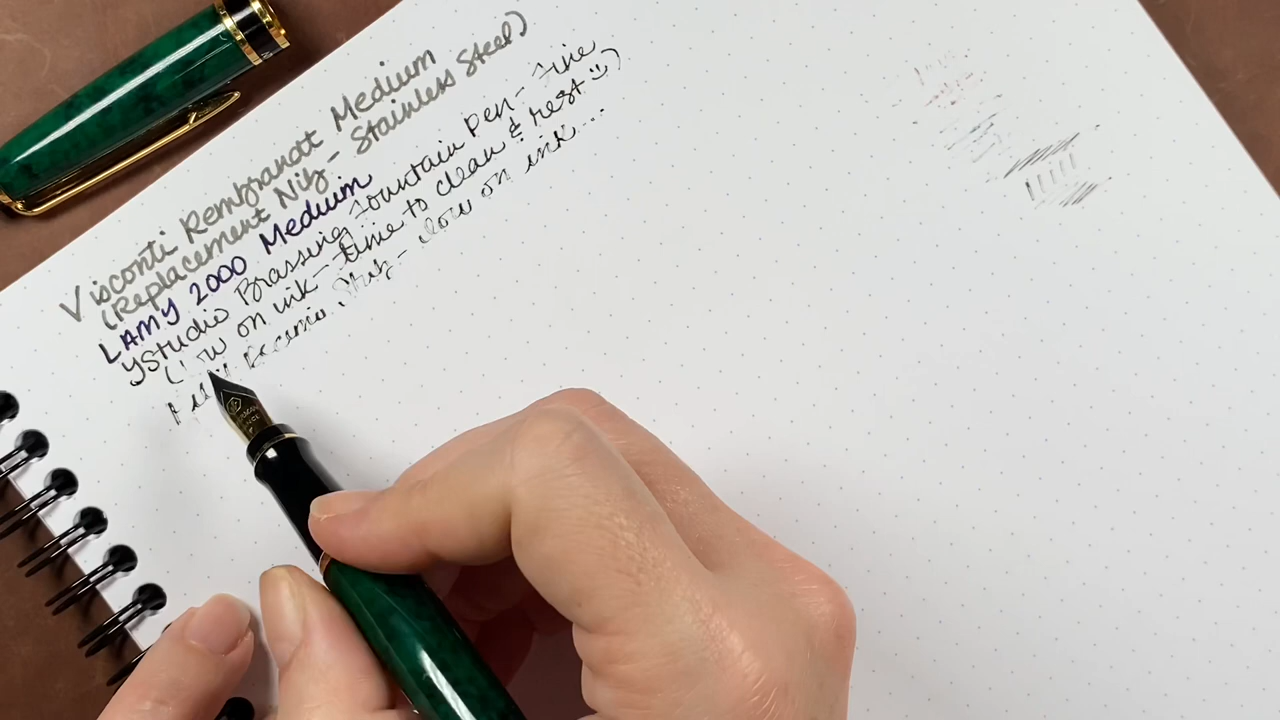 Visconti Rembrandt Medium
(Replacement Nib - Stainless Steel)
LAMY 2000 Medium
YStudio Brassing Fountain Pen - Fine
(Low on ink - time to clean & rest ☺)
Stub - low on ink...